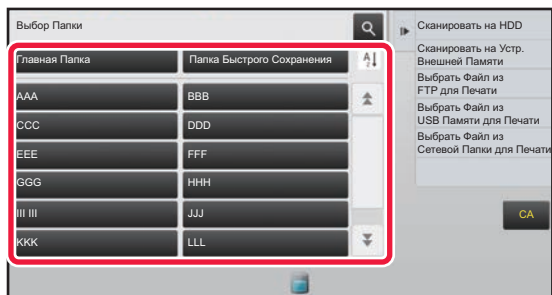 Выбор Папки
Главная Папка
Папка Быстрого Сохранения
AAA
BBB
CCC
DDD
EEE
FFF
GGG
HHH
III III
JJJ
KKK
LLL
Сканировать на HDD
Сканировать на Устр.
Внешней Памяти
Выбрать Файл из
FTP для Печати
Выбрать Файл из
USB Памяти для Печати
Выбрать Файл из
Сетевой Папки для Печати
CA